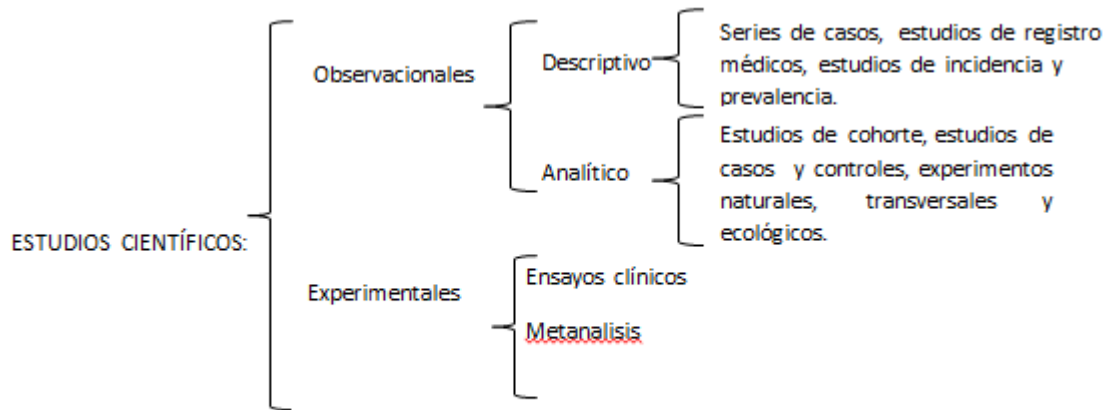 ESTUDIOS CIENTÍFICOS:
Observacionales
Descriptivo
Series de casos, estudios de registro
médicos, estudios de incidencia y
prevalencia.
Analítico
Estudios de cohorte, estudios de
casos y controles, experimentos
naturales, transversales y
ecológicos.
Experimentales
Ensayos clínicos
Metanalisis